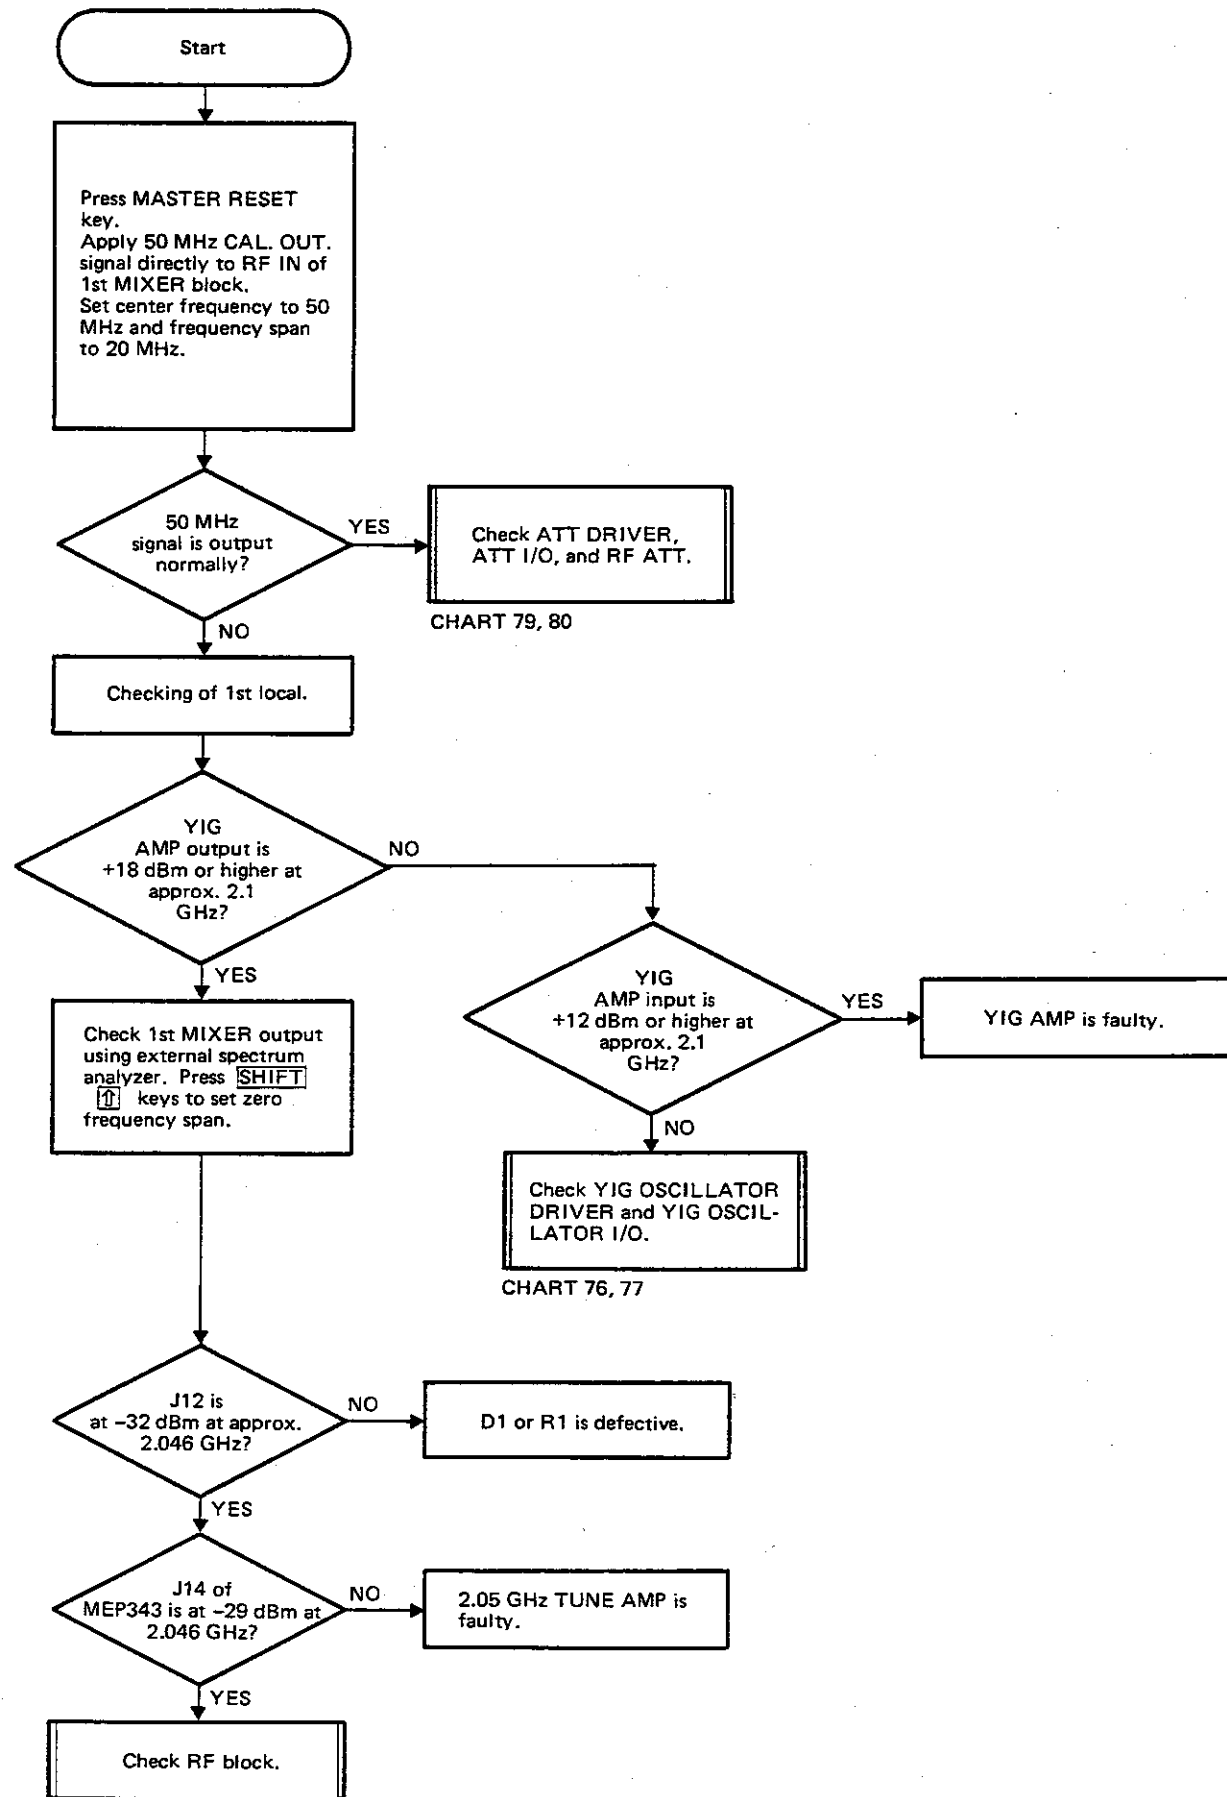 Start
Press MASTER RESET
key.
Apply 50 MHz CAL. OUT.
signal directly to RF IN of
1st MIXER block.
Set center frequency to 50
MHz and frequency span
to 20 MHz.
50 MHz
signal is output
normally?
YES
Check ATT DRIVER,
ATT I/O, and RF ATT.
CHART 79, 80
NO
Checking of 1st local.
YIG
AMP output is
+18 dBm or higher at
approx. 2.1
GHz?
NO
YES
YIG
AMP input is
+12 dBm or higher at
approx. 2.1
GHz?
YES
YIG AMP is faulty.
Check 1st MIXER output
using external spectrum
analyzer. Press SHIFT
⇧ keys to set zero
frequency span.
NO
Check YIG OSCILLATOR
DRIVER and YIG OSCIL-
LATOR I/O.
CHART 76, 77
J12 is
at –32 dBm at approx.
2.046 GHz?
NO
D1 or R1 is defective.
YES
J14 of
MEP343 is at –29 dBm at
2.046 GHz?
NO
2.05 GHz TUNE AMP is
faulty.
YES
Check RF block.